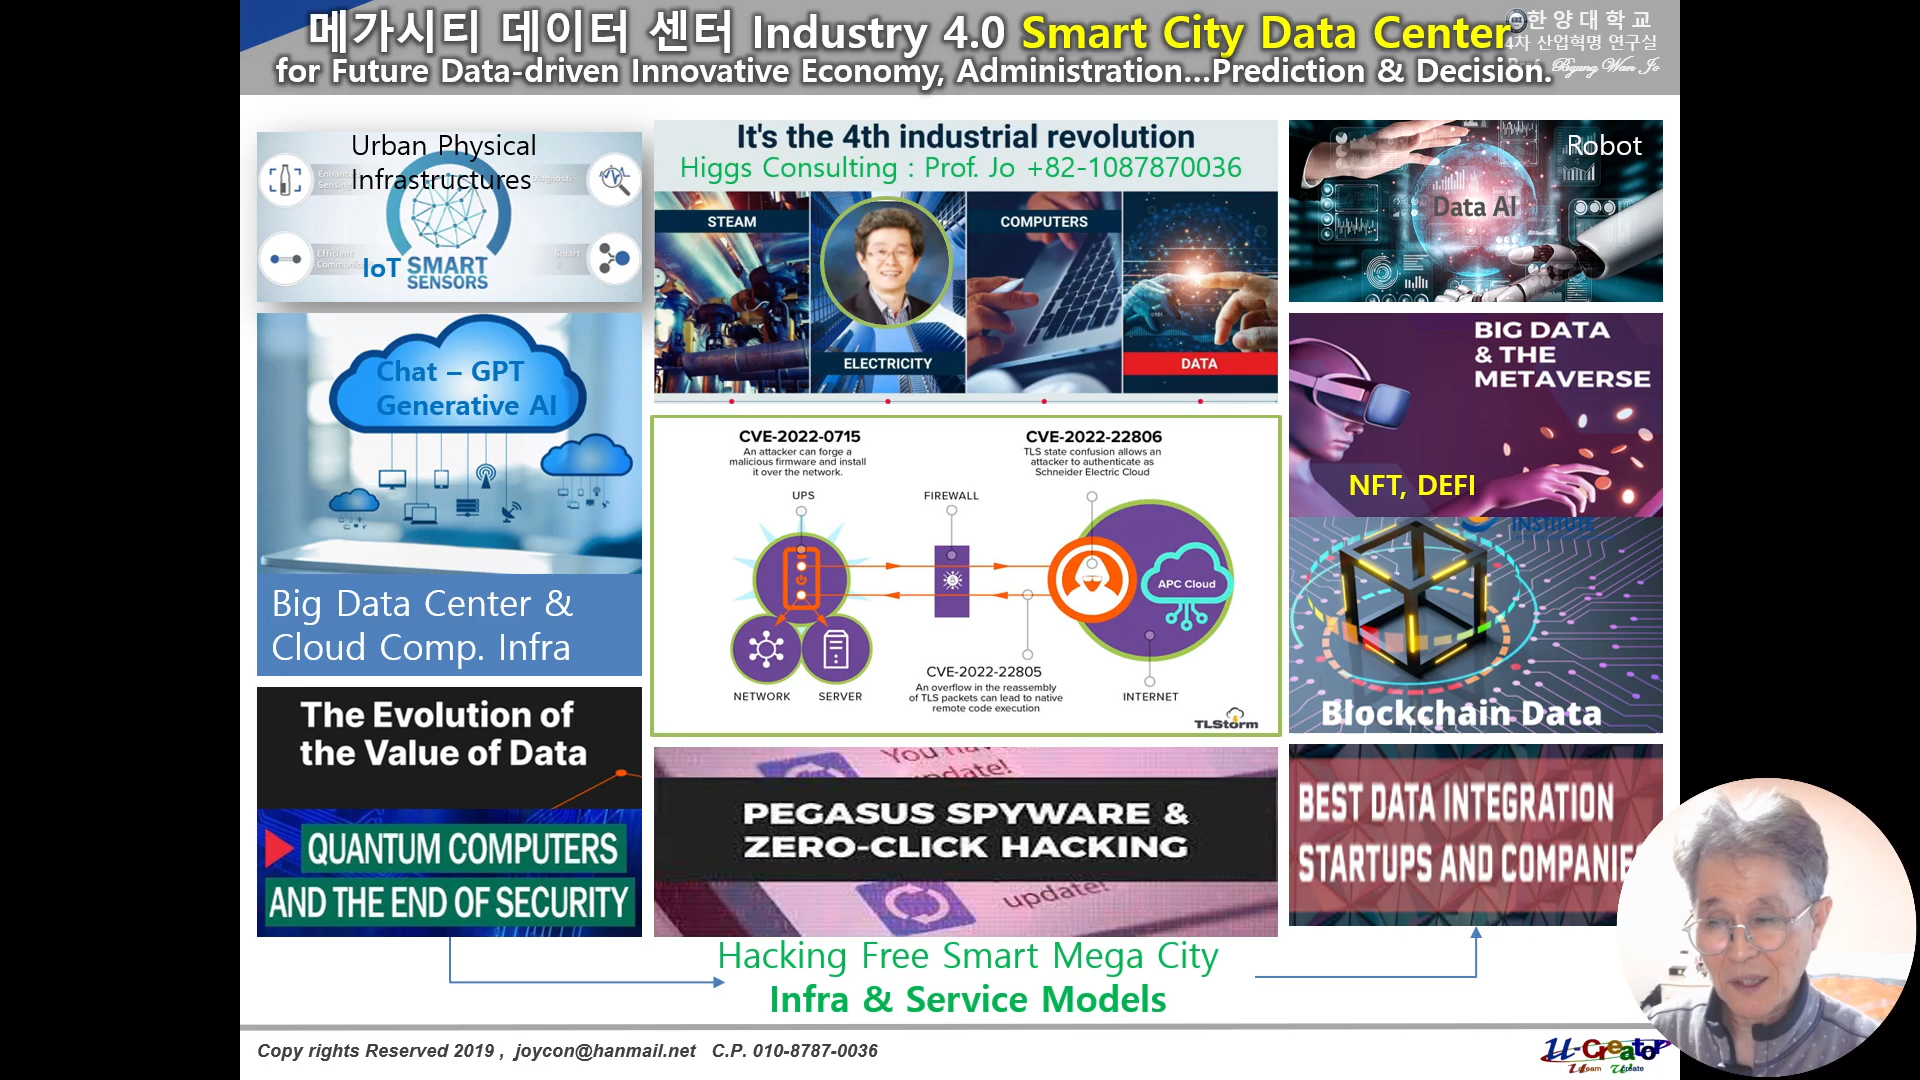 메가시티 데이터 센터 Industry 4.0 Smart City Data Center
for Future Data-driven Innovative Economy, Administration...Prediction & Decision.
한 양 대 학 교
4차 산업혁명 연구실
Prof. Byung Wan Jo
Urban Physical
Infrastructures
IoT SMART
SENSORS
Chat – GPT
Generative AI
Big Data Center &
Cloud Comp. Infra
The Evolution of
the Value of Data
QUANTUM COMPUTERS
AND THE END OF SECURITY
It's the 4th industrial revolution
Higgs Consulting : Prof. Jo +82-1087870036
STEAM
ELECTRICITY
COMPUTERS
DATA
CVE-2022-0715
An attacker can forge a
malicious firmware and install
it over the network.
CVE-2022-22806
TLS state confusion allows an
attacker to authenticate as
Schneider Electric Cloud
UPS
FIREWALL
APC Cloud
NETWORK
SERVER
CVE-2022-22805
An overflow in the reassembly
of TLS packets can lead to native
remote code execution
INTERNET
TLStorm
You have
update!
PEGASUS SPYWARE &
ZERO-CLICK HACKING
update!
Robot
Data AI
BIG DATA
& THE
METAVERSE
NFT, DEFI
INSTITUTE
Blockchain Data
BEST DATA INTEGRATION
STARTUPS AND COMPANIE
Hacking Free Smart Mega City
Infra & Service Models
Copy rights Reserved 2019 , joycon@hanmail.net C.P. 010-8787-0036
U-Creator